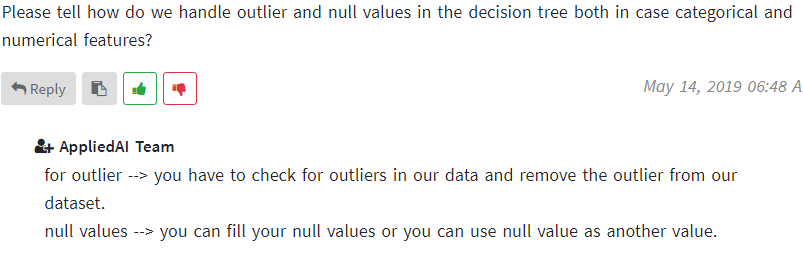 Please tell how do we handle outlier and null values in the decision tree both in case categorical and
numerical features?
Reply
May 14, 2019 06:48 A
AppliedAI Team
for outlier --> you have to check for outliers in our data and remove the outlier from our
dataset.
null values --> you can fill your null values or you can use null value as another value.